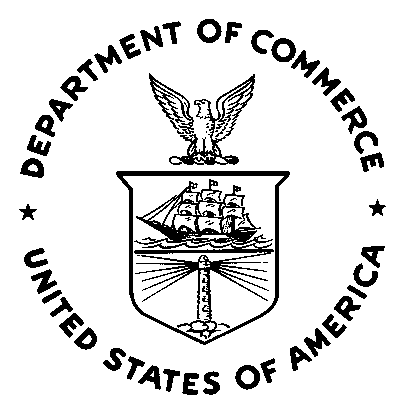 DEPARTMENT OF COMMERCE
UNITED STATES OF AMERICA